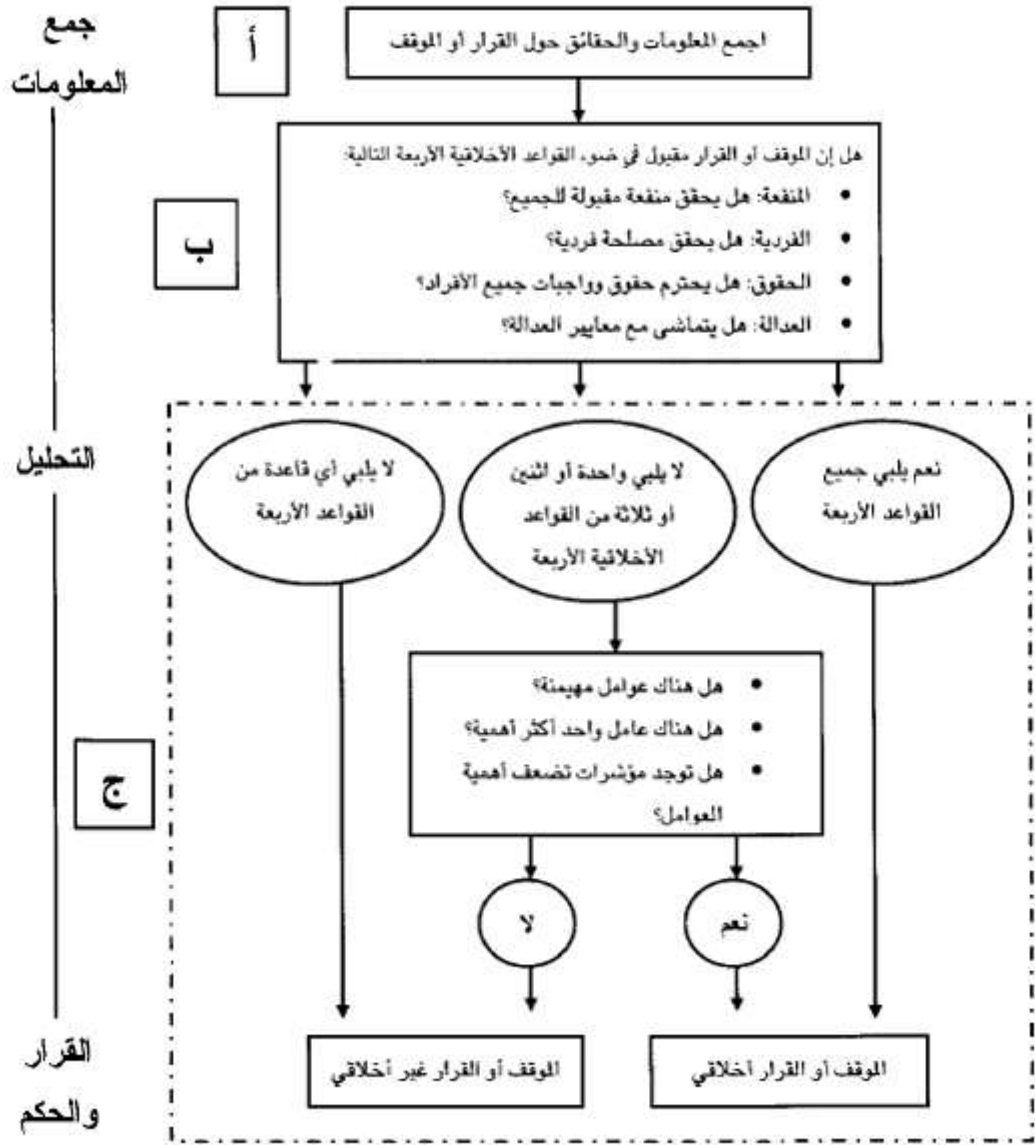 جمع
المعلومات
أ
اجمع المعلومات والحقائق حول القرار أو الموقف
هل إن الموقف أو القرار مقبول في ضوء القواعد الأخلاقية الأربعة التالية:
• المنفعة: هل يحقق منفعة مقبولة للجميع؟
• الفردية: هل يحقق مصلحة فردية؟
• الحقوق: هل يحترم حقوق وواجبات جميع الأفراد؟
• العدالة: هل يتماشى مع معايير العدالة؟
ب
التحليل
نعم يلبي جميع
القواعد الأربعة
لا يلبي واحدة أو اثنين
أو ثلاثة من القواعد
الأخلاقية الأربعة
لا يلبي أي قاعدة من
القواعد الأربعة
• هل هناك عوامل مهيمنة؟
• هل هناك عامل واحد أكثر أهمية؟
• هل توجد مؤشرات تضعف أهمية
العوامل؟
ج
نعم
لا
الموقف أو القرار أخلاقي
الموقف أو القرار غير أخلاقي
القرار
والحكم